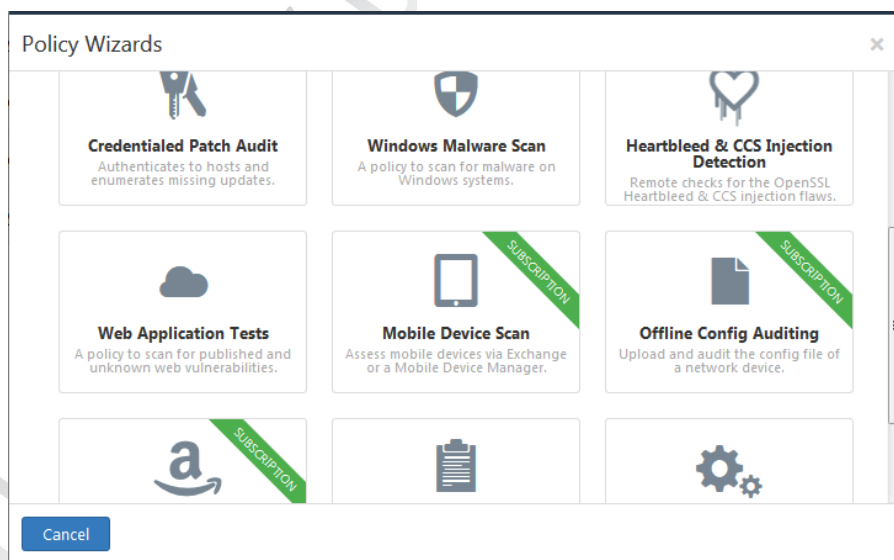 Policy Wizards
×
Credentialed Patch Audit
Authenticates to hosts and
enumerates missing updates.
Windows Malware Scan
A policy to scan for malware on
Windows systems.
Heartbleed & CCS Injection
Detection
Remote checks for the OpenSSL
Heartbleed & CCS injection flaws.
Web Application Tests
A policy to scan for published and
unknown web vulnerabilities.
SUBSCRIPTION
Mobile Device Scan
Assess mobile devices via Exchange
or a Mobile Device Manager.
SUBSCRIPTION
Offline Config Auditing
Upload and audit the config file of
a network device.
a
SUBSCRIPTION
Cancel